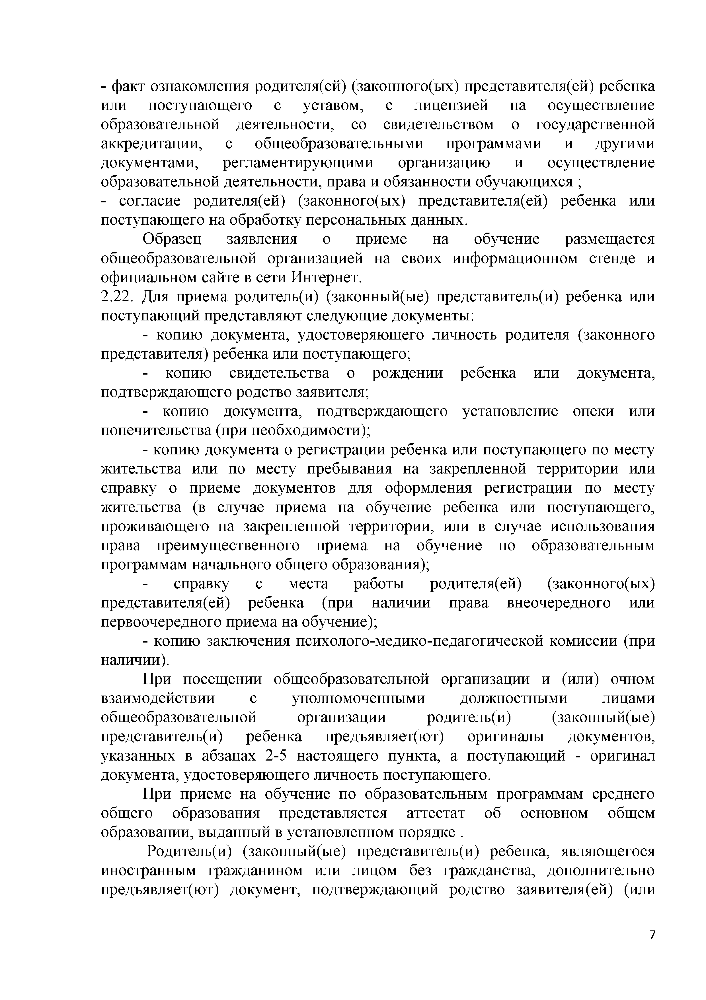 - факт ознакомления родителя(ей) (законного(ых) представителя(ей) ребенка
или поступающего с уставом, с лицензией на осуществление
образовательной деятельности, со свидетельством о государственной
аккредитации, с общеобразовательными программами и другими
документами, регламентирующими организацию и осуществление
образовательной деятельности, права и обязанности обучающихся ;
- согласие родителя(ей) (законного(ых) представителя(ей) ребенка или
поступающего на обработку персональных данных.
Образец заявления о приеме на обучение размещается
общеобразовательной организацией на своих информационном стенде и
официальном сайте в сети Интернет.
2.22. Для приема родитель(и) (законный(ые) представитель(и) ребенка или
поступающий представляют следующие документы:
- копию документа, удостоверяющего личность родителя (законного
представителя) ребенка или поступающего;
- копию свидетельства о рождении ребенка или документа,
подтверждающего родство заявителя;
- копию документа, подтверждающего установление опеки или
попечительства (при необходимости);
- копию документа о регистрации ребенка или поступающего по месту
жительства или по месту пребывания на закрепленной территории или
справку о приеме документов для оформления регистрации по месту
жительства (в случае приема на обучение ребенка или поступающего,
проживающего на закрепленной территории, или в случае использования
права преимущественного приема на обучение по образовательным
программам начального общего образования);
- справку с места работы родителя(ей) (законного(ых)
представителя(ей) ребенка (при наличии права внеочередного или
первоочередного приема на обучение);
- копию заключения психолого-медико-педагогической комиссии (при
наличии).
При посещении общеобразовательной организации и (или) очном
взаимодействии с уполномоченными должностными лицами
общеобразовательной организации родитель(и) (законный(ые)
представитель(и) ребенка предъявляет(ют) оригиналы документов,
указанных в абзацах 2-5 настоящего пункта, а поступающий - оригинал
документа, удостоверяющего личность поступающего.
При приеме на обучение по образовательным программам среднего
общего образования представляется аттестат об основном общем
образовании, выданный в установленном порядке .
Родитель(и) (законный(ые) представитель(и) ребенка, являющегося
иностранным гражданином или лицом без гражданства, дополнительно
предъявляет(ют) документ, подтверждающий родство заявителя(ей) (или
7